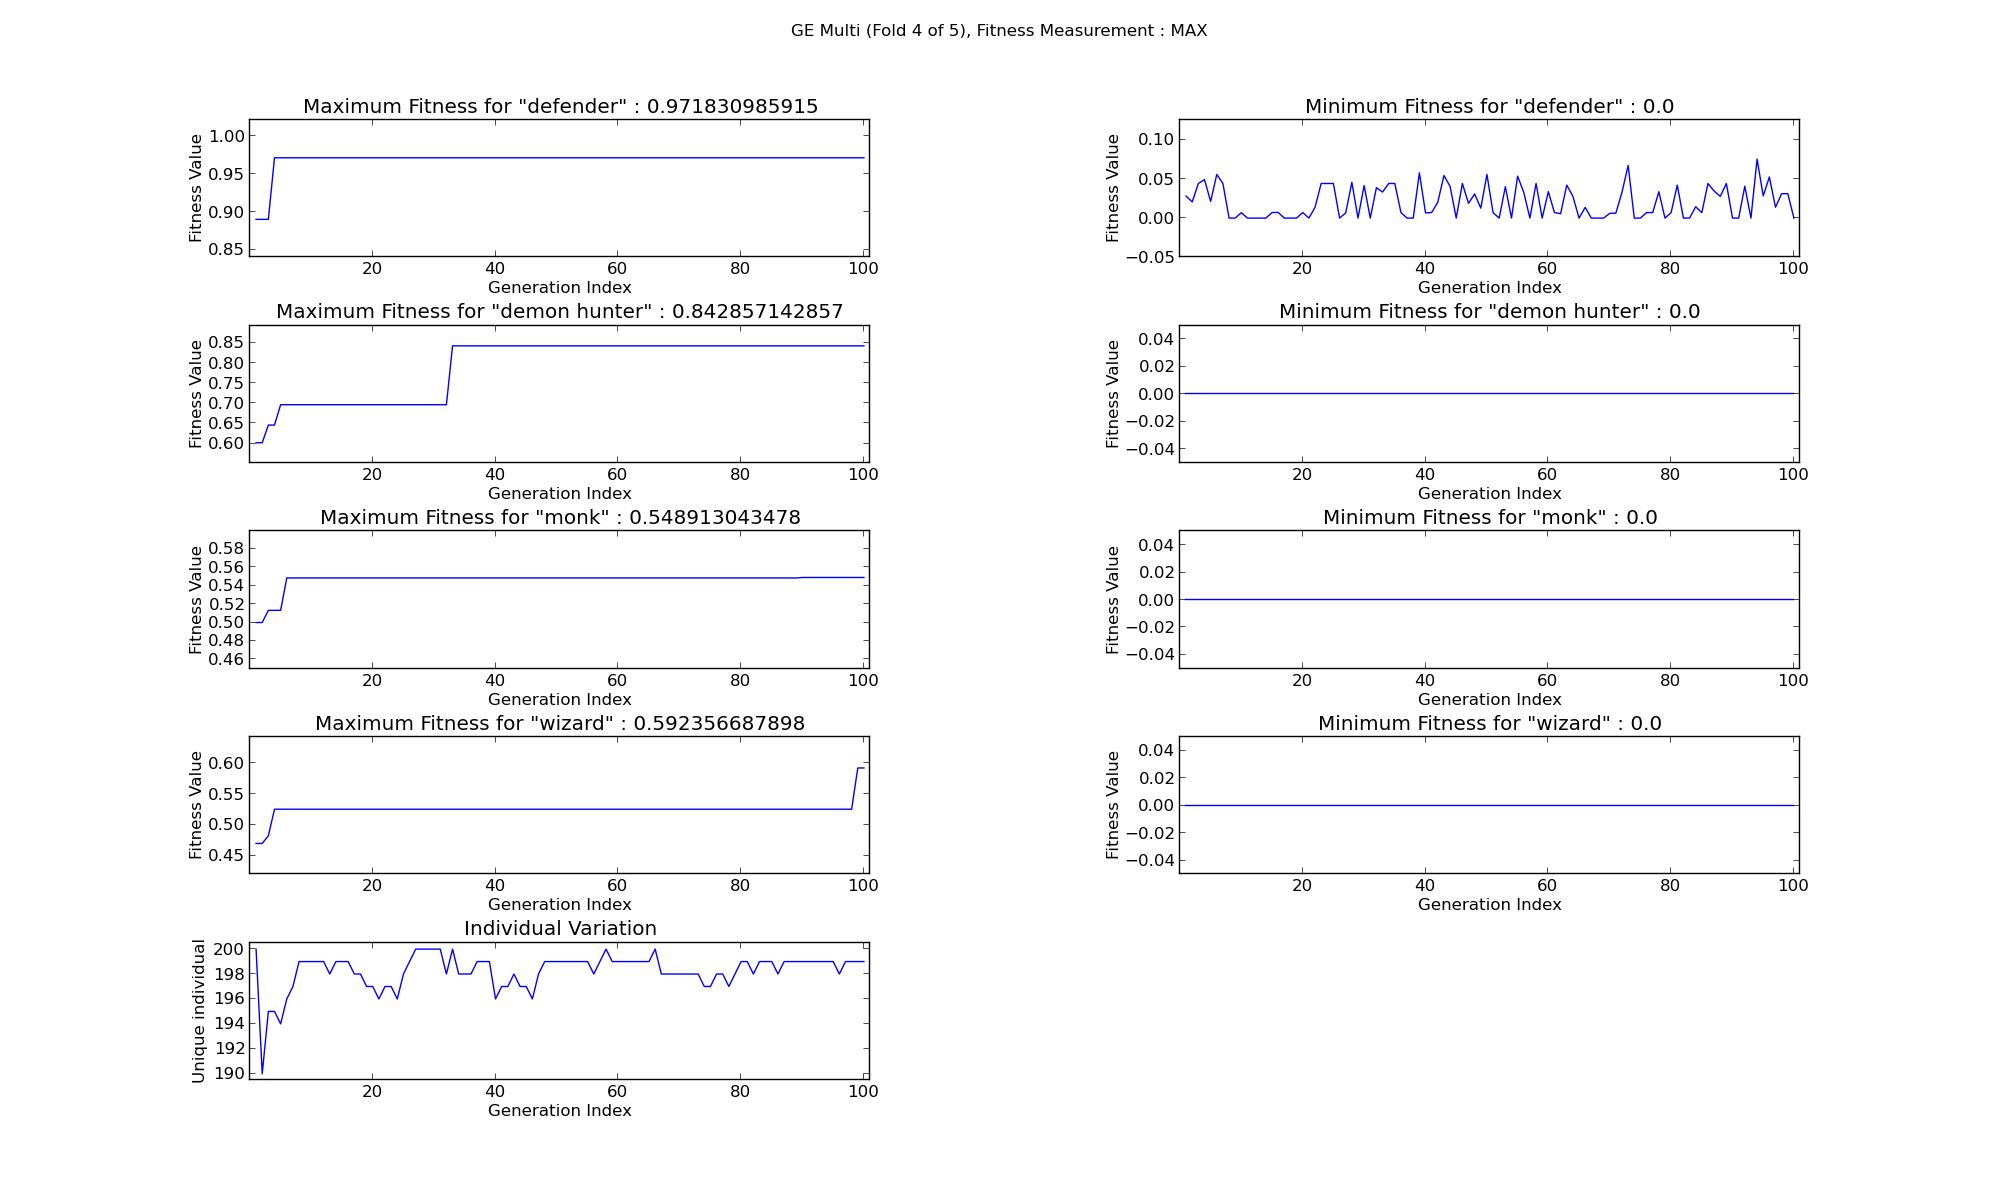 GE Multi (Fold 4 of 5), Fitness Measurement : MAX
Maximum Fitness for "defender" : 0.971830985915
Fitness Value
1.00
0.95
0.90
0.85
20 40 60 80 100
Generation Index
Minimum Fitness for "defender" : 0.0
Fitness Value
0.10
0.05
0.00
−0.05
20 40 60 80 100
Generation Index
Maximum Fitness for "demon hunter" : 0.842857142857
Fitness Value
0.85
0.80
0.75
0.70
0.65
0.60
20 40 60 80 100
Generation Index
Minimum Fitness for "demon hunter" : 0.0
Fitness Value
0.04
0.02
0.00
−0.02
−0.04
20 40 60 80 100
Generation Index
Maximum Fitness for "monk" : 0.548913043478
Fitness Value
0.58
0.56
0.54
0.52
0.50
0.48
0.46
20 40 60 80 100
Generation Index
Minimum Fitness for "monk" : 0.0
Fitness Value
0.04
0.02
0.00
−0.02
−0.04
20 40 60 80 100
Generation Index
Maximum Fitness for "wizard" : 0.592356687898
Fitness Value
0.60
0.55
0.50
0.45
20 40 60 80 100
Generation Index
Minimum Fitness for "wizard" : 0.0
Fitness Value
0.04
0.02
0.00
−0.02
−0.04
20 40 60 80 100
Generation Index
Individual Variation
Unique individual
200
198
196
194
192
190
20 40 60 80 100
Generation Index